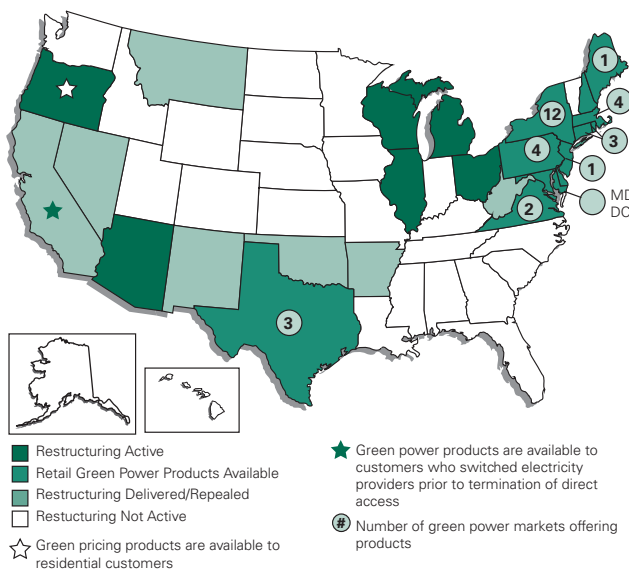 1
4
12
3
4
1
MD
DC
2
3
Restructuring Active
Retail Green Power Products Available
Restructuring Delivered/Repealed
Restucturing Not Active
Green pricing products are available to
residential customers
Green power products are available to
customers who switched electricity
providers prior to termination of direct
access
# Number of green power markets offering
products